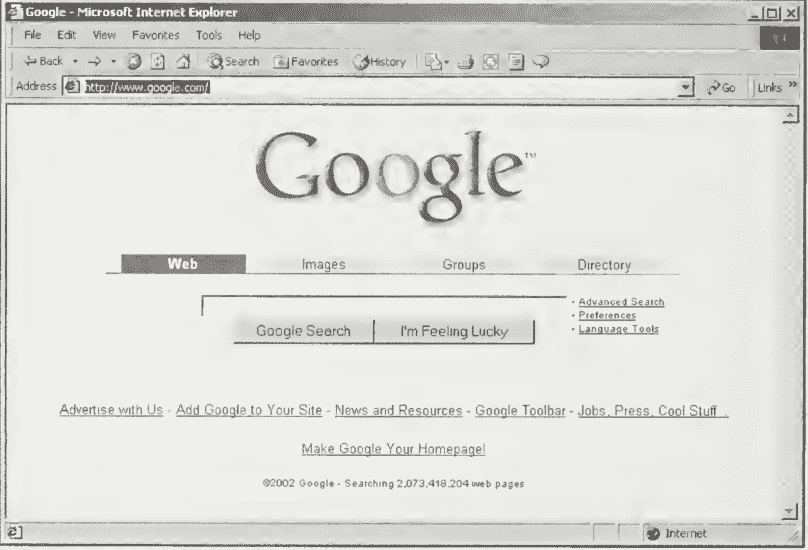 Google - Microsoft Internet Explorer
File Edit View Favorites Tools Help
Back Search Favorites History
Address http://www.google.com/ Go Links »
Google™
Web Images Groups Directory
· Advanced Search
· Preferences
· Language Tools
Google Search I'm Feeling Lucky
Advertise with Us - Add Google to Your Site - News and Resources - Google Toolbar - Jobs, Press, Cool Stuff...
Make Google Your Homepage!
©2002 Google - Searching 2,073,418,204 web pages
Internet